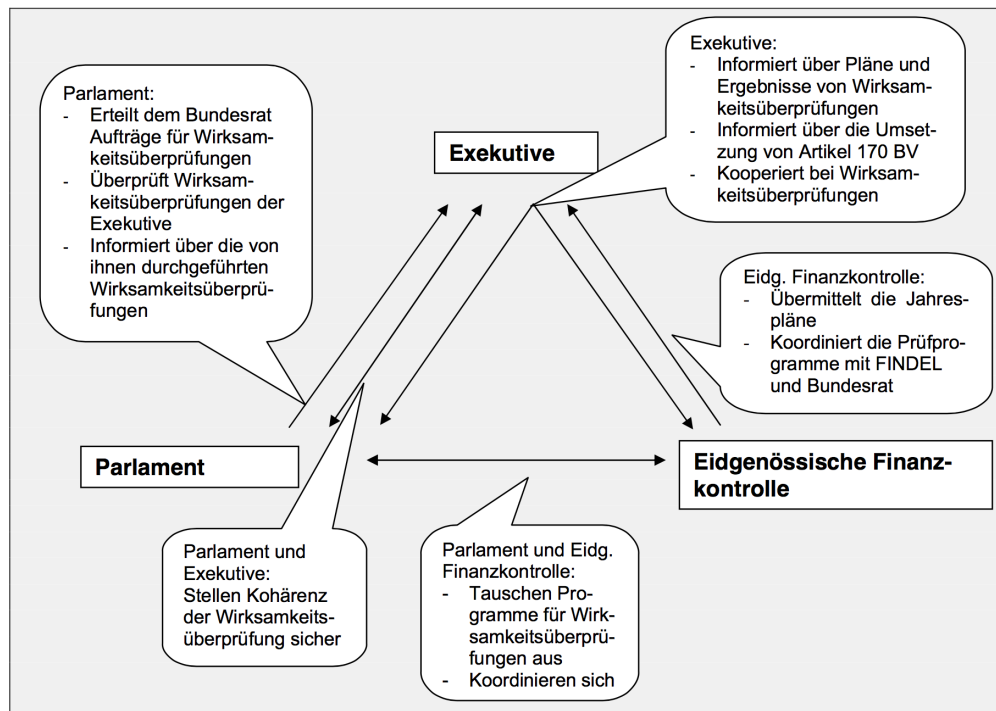 Exekutive:
- Informiert über Pläne und
Ergebnisse von Wirksam-
keitsüberprüfungen
- Informiert über die Umset-
zung von Artikel 170 BV
- Kooperiert bei Wirksam-
keitsüberprüfungen
Parlament:
- Erteilt dem Bundesrat
Aufträge für Wirksam-
keitsüberprüfungen
- Überprüft Wirksam-
keitsüberprüfungen der
Exekutive
- Informiert über die von
ihnen durchgeführten
Wirksamkeitsüberprü-
fungen
Exekutive
Eidg. Finanzkontrolle:
- Übermittelt die Jahres-
pläne
- Koordiniert die Prüfpro-
gramme mit FINDEL
und Bundesrat
Parlament
Eidgenössische Finanz-
kontrolle
Parlament und
Exekutive:
Stellen Kohärenz
der Wirksamkeits-
überprüfung sicher
Parlament und Eidg.
Finanzkontrolle:
- Tauschen Pro-
gramme für Wirk-
samkeitsüberprü-
fungen aus
- Koordinieren sich